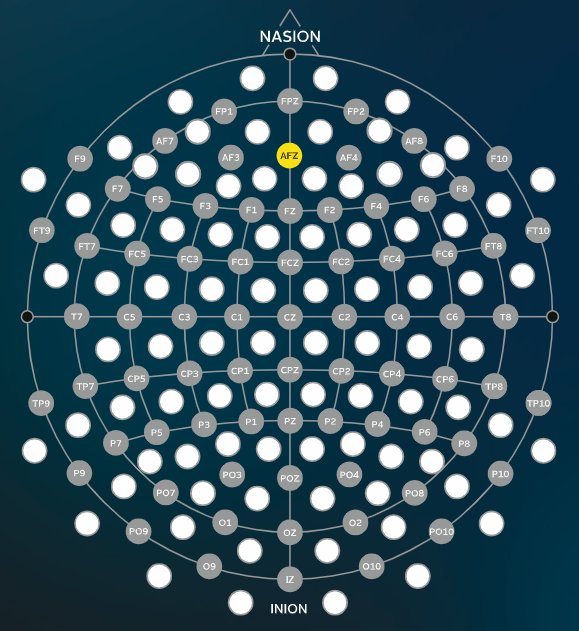 NASION
FPZ
FP1 FP2
AF7 AFZ AF8
AF3 AF4
F9 F10
F7 F8
F5 F6
F3 F4
F1 FZ F2
FT9 FT10
FT7 FT8
FC5 FC6
FC3 FC4
FC1 FCZ FC2
T7 C5 C3 C1 CZ C2 C4 C6 T8
CP1 CPZ CP2
CP3 CP4
CP5 CP6
TP7 TP8
TP9 TP10
P1 PZ P2
P3 P4
P5 P6
P7 P8
P9 PO3 POZ PO4 P10
PO7 PO8
O1 O2
PO9 OZ PO10
O9 O10
IZ
INION